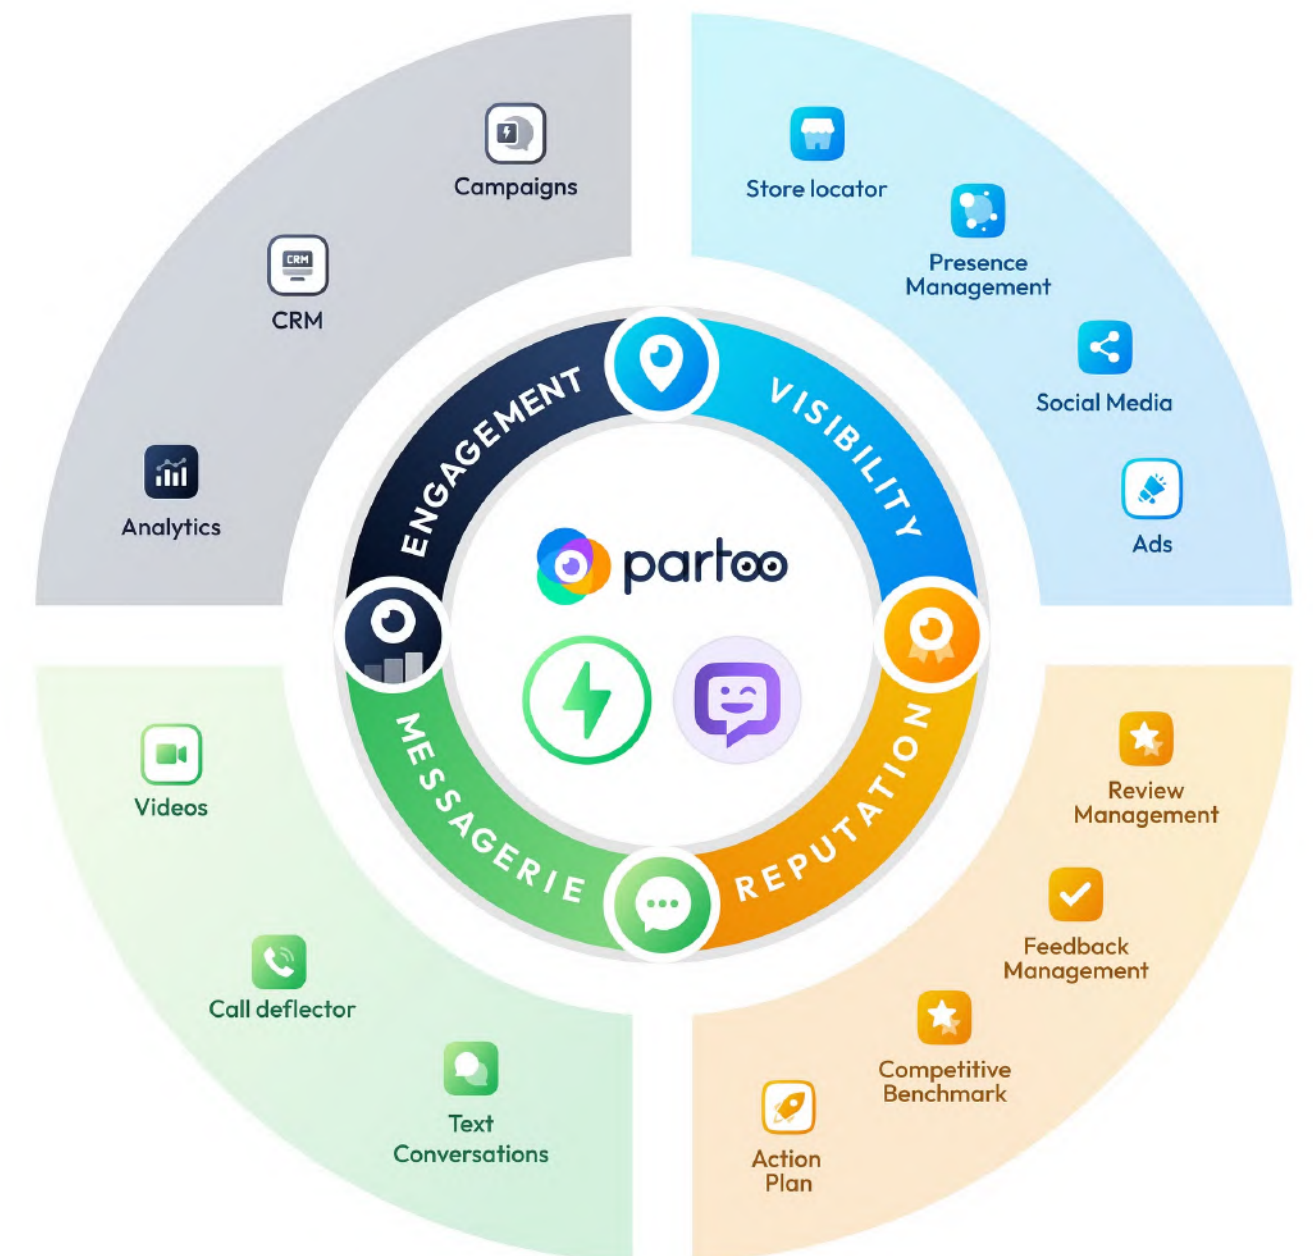 Campaigns
CRM
CRM
Analytics
Store locator
Presence
Management
Social Media
Ads
ENGAGEMENT
VISIBILITY
partoo
MESSAGERIE
REPUTATION
Videos
Call deflector
Text
Conversations
Review
Management
Feedback
Management
Competitive
Benchmark
Action
Plan